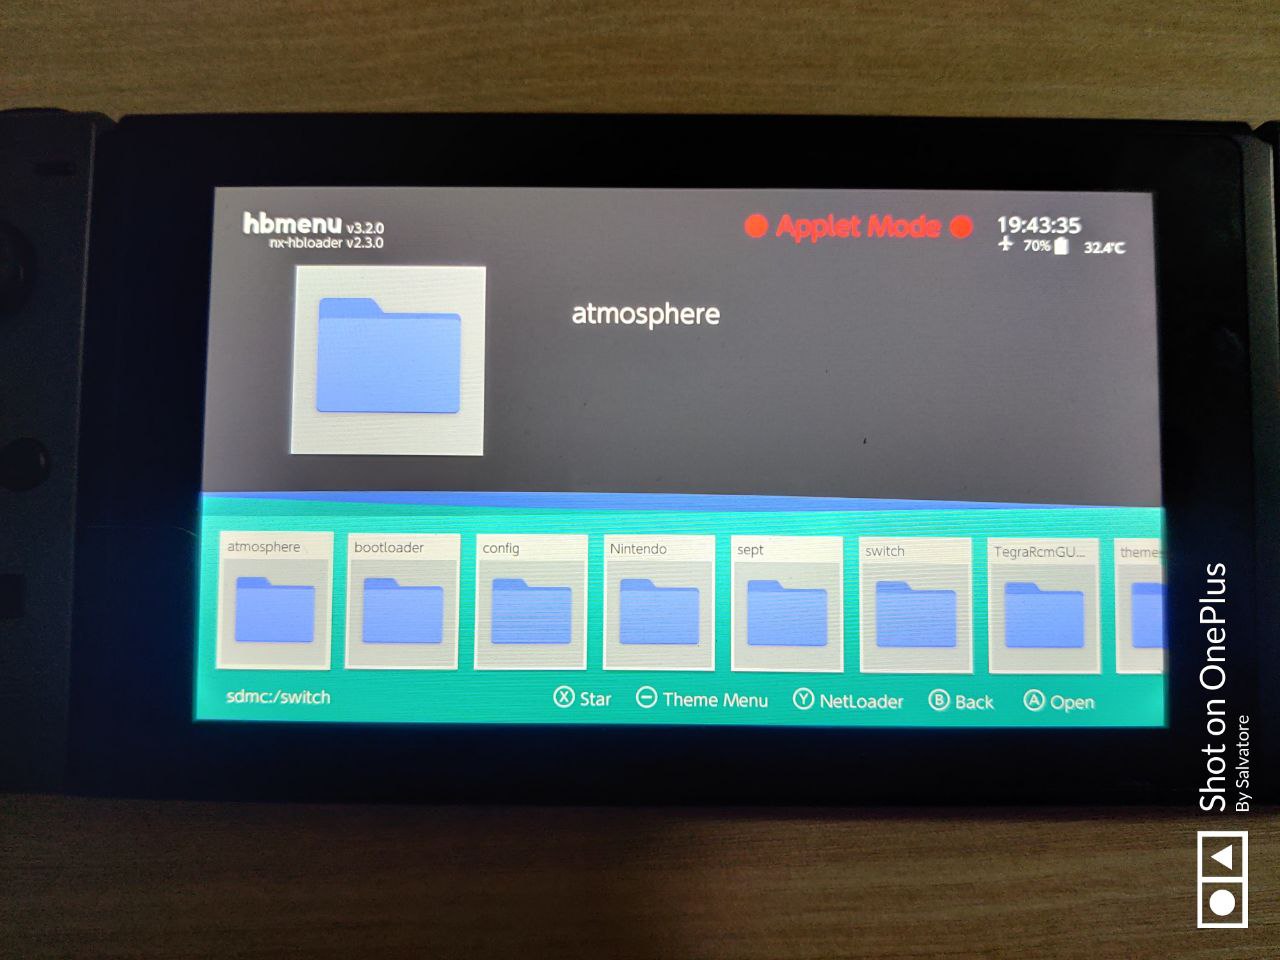 hbmenu v3.2.0
nx-hbloader v2.3.0
Applet Mode
19:43:35
70%
32.4°C
atmosphere
atmosphere
bootloader
config
Nintendo
sept
switch
TegraRcmGU...
themes
sdmc:/switch
X Star
Theme Menu
Y NetLoader
B Back
A Open
Shot on OnePlus
By Salvatore